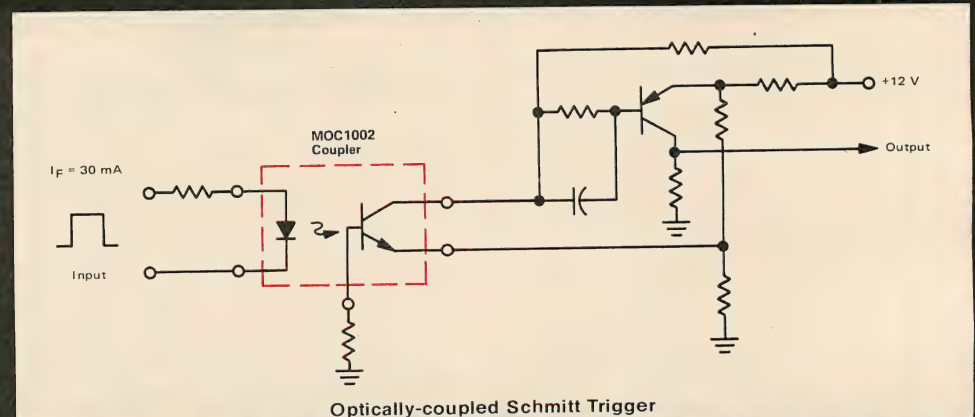 MOC1002
Coupler
I_F = 30 mA
Input
+12 V
Output
Optically-coupled Schmitt Trigger